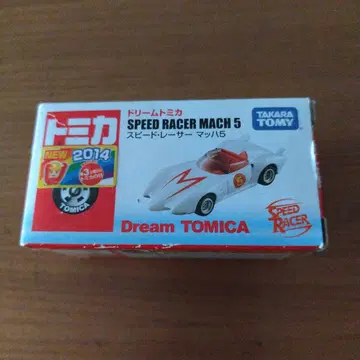 トミカ
ドリームトミカ
SPEED RACER MACH 5
スピード・レーサー マッハ5
TAKARA
TOMY
NEW
2014
TOMICA
Dream TOMICA
SPEED
RACER